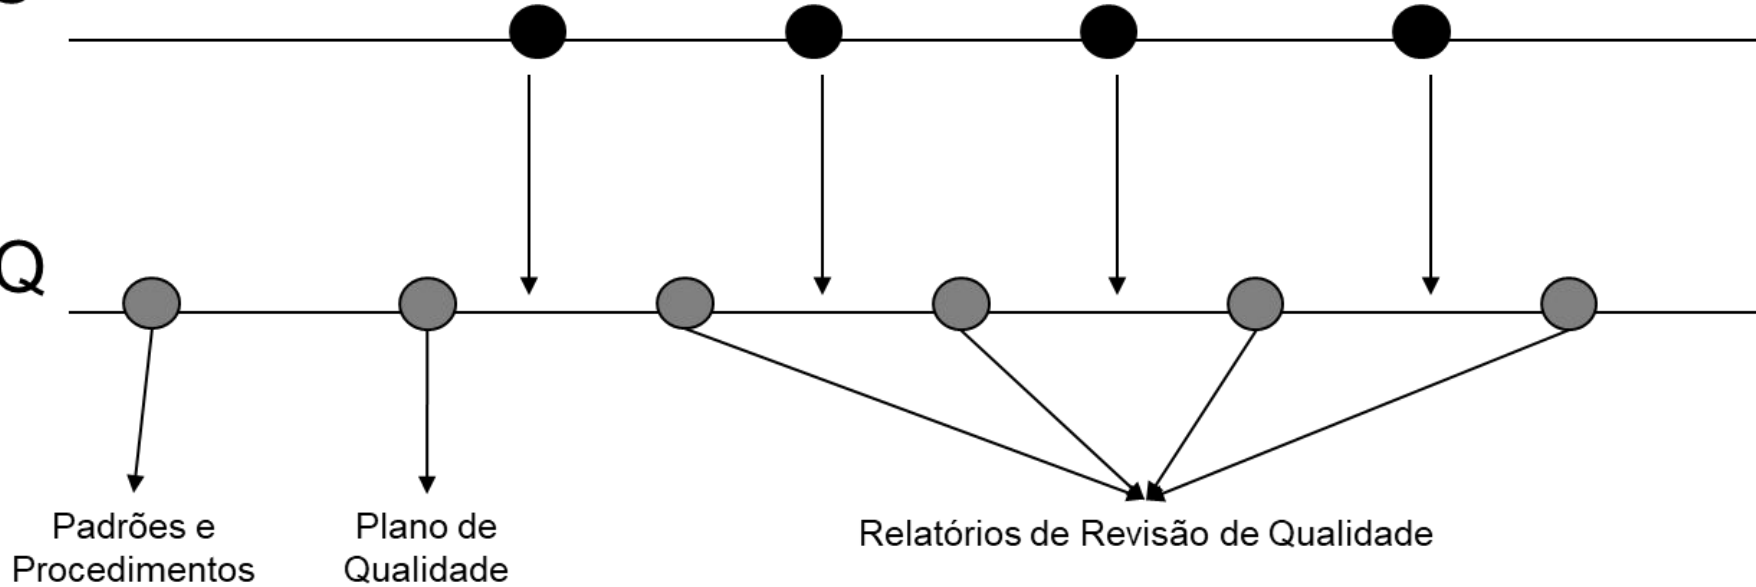 Q
Padrões e
Procedimentos
Plano de
Qualidade
Relatórios de Revisão de Qualidade